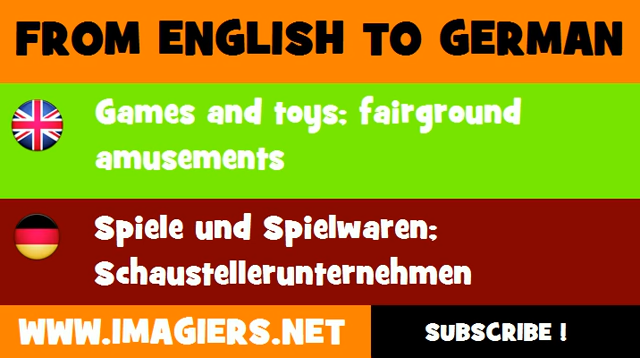 FROM ENGLISH TO GERMAN
Games and toys; fairground
amusements
Spiele und Spielwaren;
Schaustellerunternehmen
WWW.IMAGIERS.NET
SUBSCRIBE !